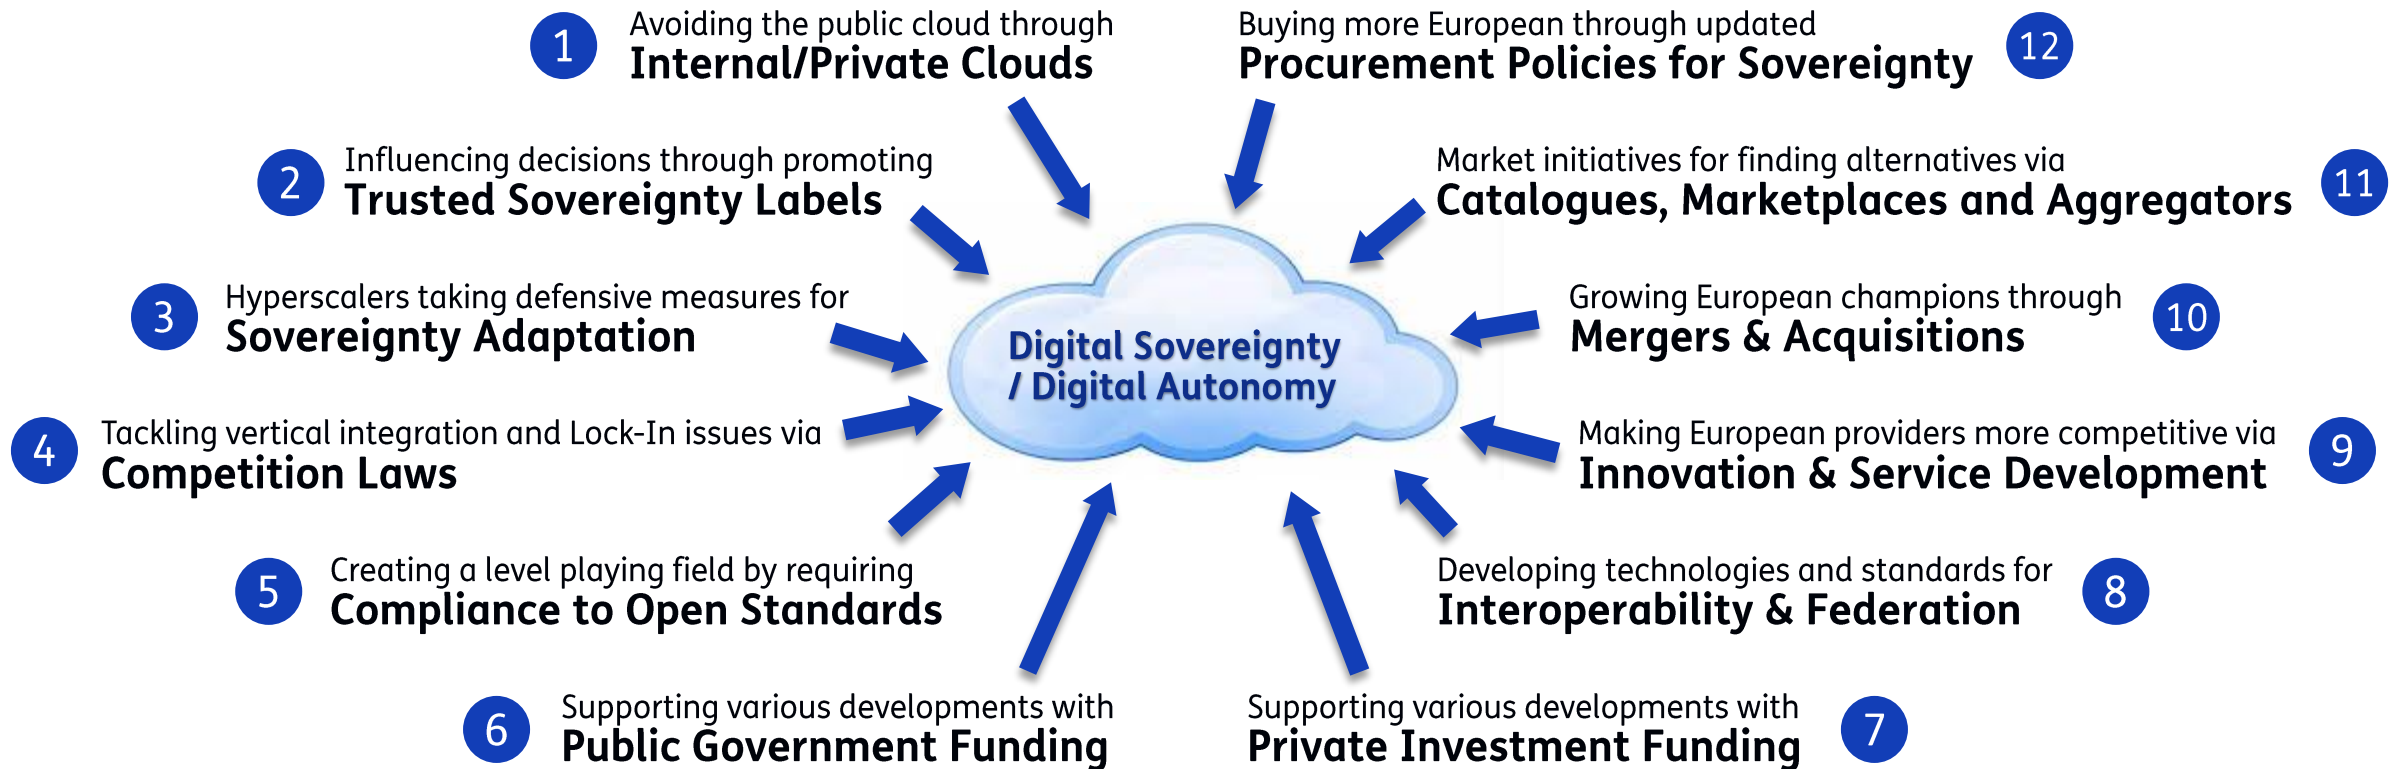 1
Avoiding the public cloud through
Internal/Private Clouds
2
Influencing decisions through promoting
Trusted Sovereignty Labels
3
Hyperscalers taking defensive measures for
Sovereignty Adaptation
4
Tackling vertical integration and Lock-In issues via
Competition Laws
5
Creating a level playing field by requiring
Compliance to Open Standards
6
Supporting various developments with
Public Government Funding
Digital Sovereignty
/ Digital Autonomy
Supporting various developments with
Private Investment Funding
7
Developing technologies and standards for
Interoperability & Federation
8
Making European providers more competitive via
Innovation & Service Development
9
Growing European champions through
Mergers & Acquisitions
10
Market initiatives for finding alternatives via
Catalogues, Marketplaces and Aggregators
11
Buying more European through updated
Procurement Policies for Sovereignty
12